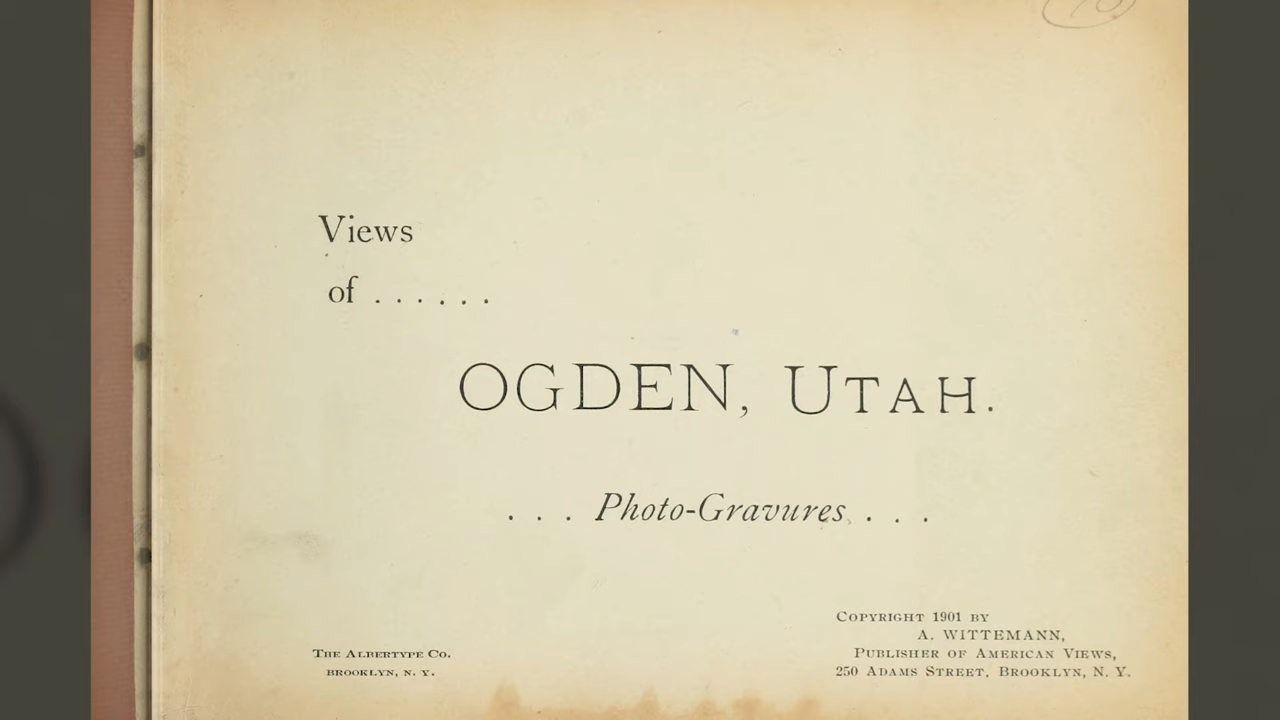 Views
of ......
OGDEN, UTAH.
... Photo-Gravures ...
COPYRIGHT 1901 BY
A. WITTEMANN,
PUBLISHER OF AMERICAN VIEWS,
250 ADAMS STREET, BROOKLYN, N. Y.
THE ALBERTYPE CO.
BROOKLYN, N. Y.